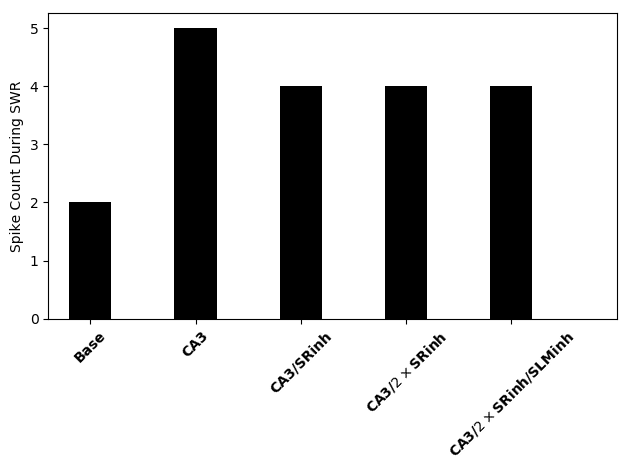 Spike Count During SWR
5
4
3
2
1
0
Base
CA3
CA3/SRinh
CA3/2 × SRinh
CA3/2 × SRinh/SLMinh